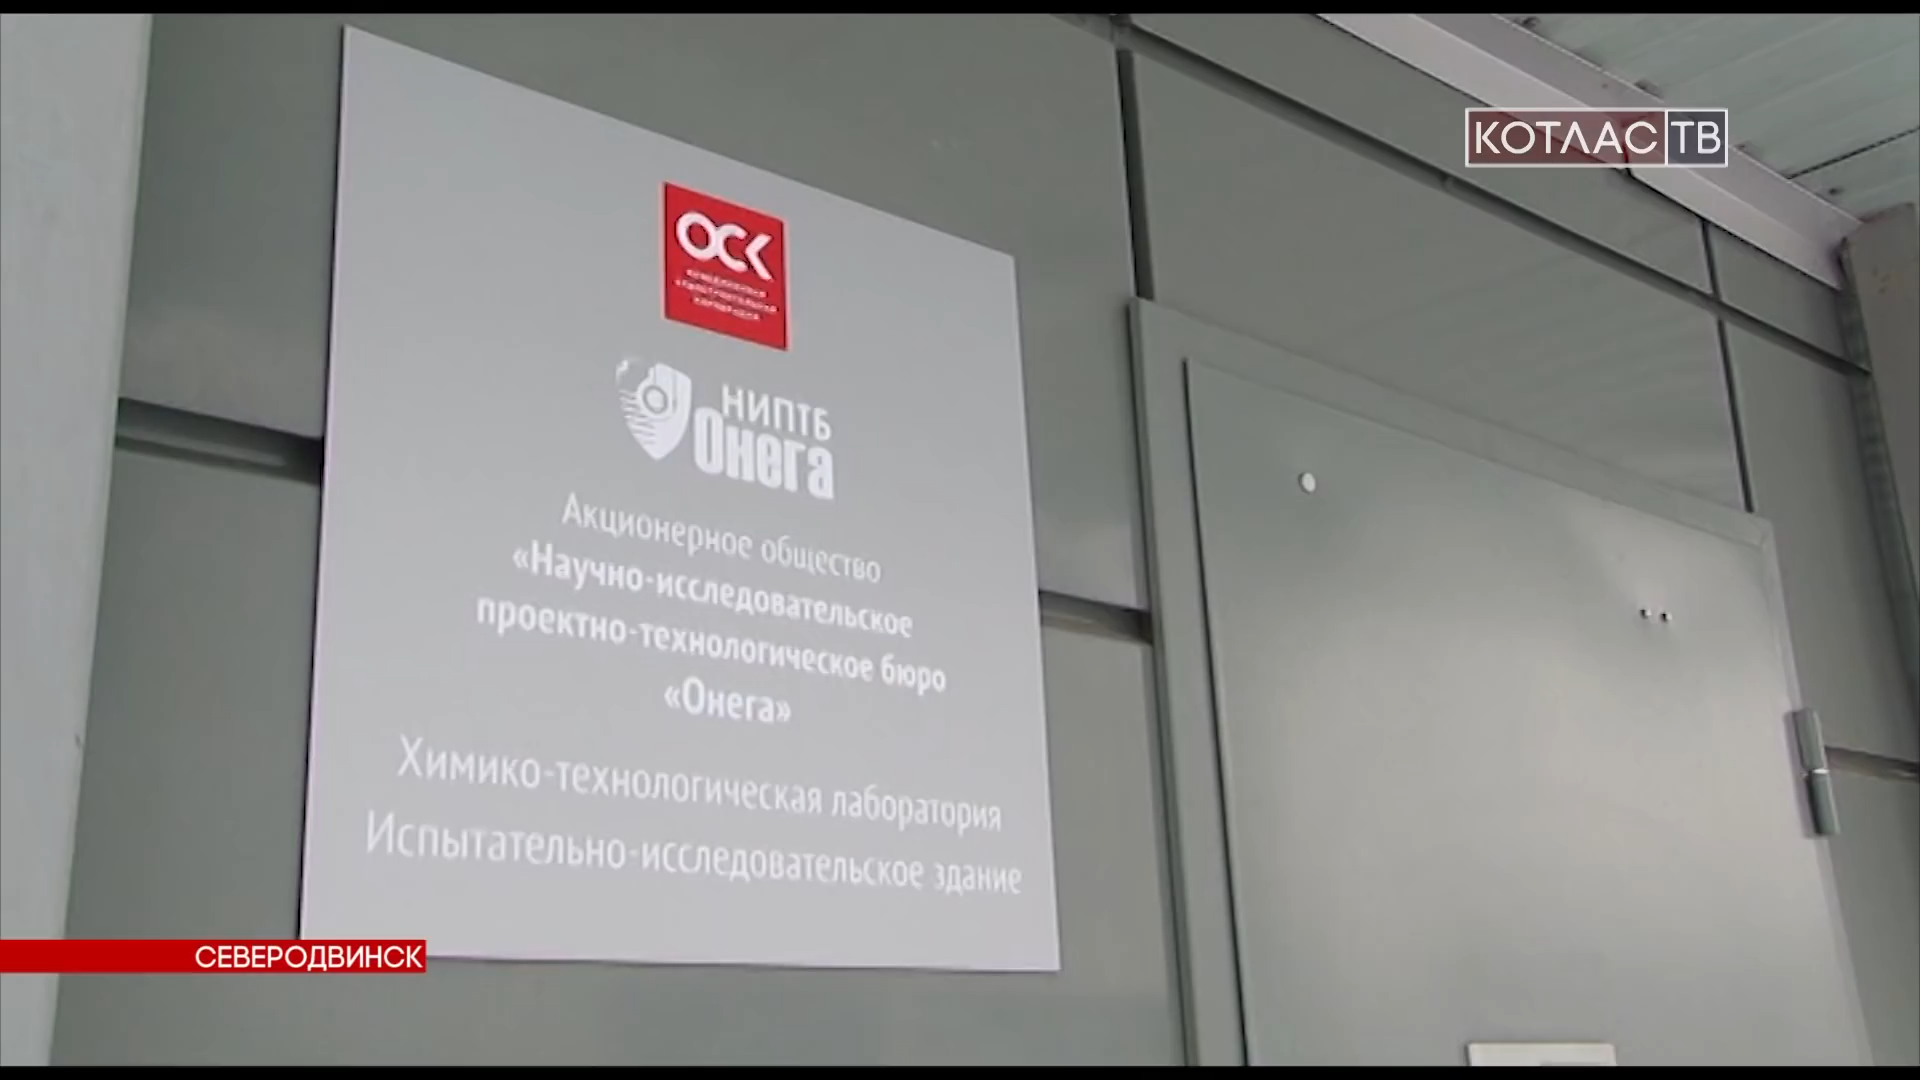 КОТЛАС ТВ
ОСК
НИПТБ
Онега
Акционерное общество
«Научно-исследовательское
проектно-технологическое бюро
«Онега»
Химико-технологическая лаборатория
Испытательно-исследовательское здание
СЕВЕРОДВИНСК